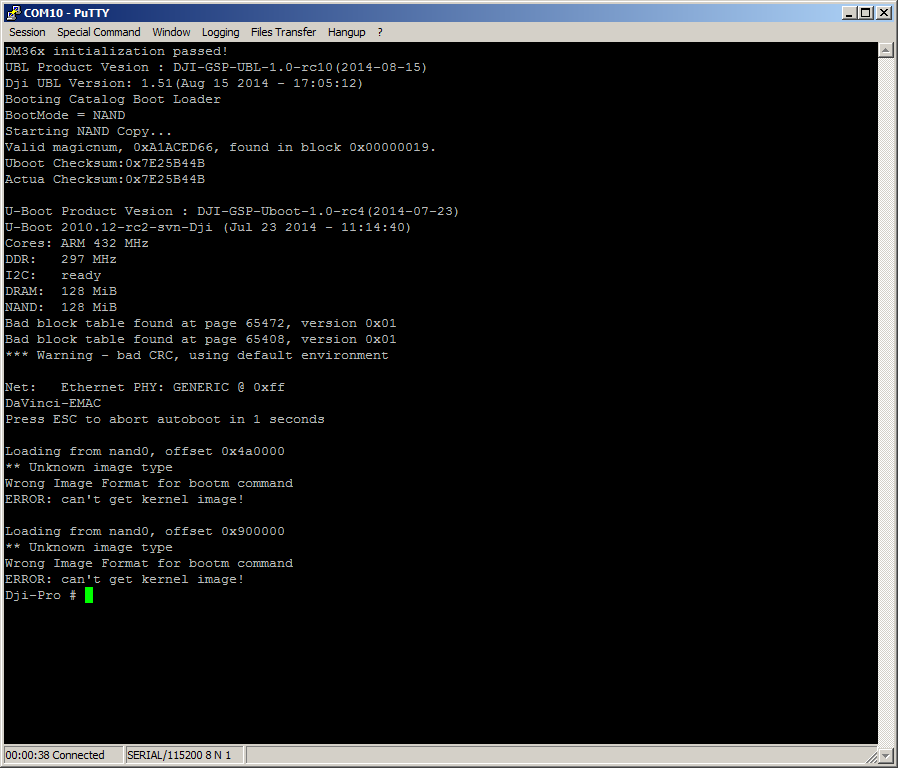 COM10 - PuTTY
Session Special Command Window Logging Files Transfer Hangup ?
DM36x initialization passed!
UBL Product Vesion : DJI-GSP-UBL-1.0-rc10(2014-08-15)
Dji UBL Version: 1.51(Aug 15 2014 - 17:05:12)
Booting Catalog Boot Loader
BootMode = NAND
Starting NAND Copy...
Valid magicnum, 0xA1ACED66, found in block 0x00000019.
Uboot Checksum:0x7E25B44B
Actua Checksum:0x7E25B44B
U-Boot Product Vesion : DJI-GSP-Uboot-1.0-rc4(2014-07-23)
U-Boot 2010.12-rc2-svn-Dji (Jul 23 2014 - 11:14:40)
Cores: ARM 432 MHz
DDR:   297 MHz
I2C:   ready
DRAM:  128 MiB
NAND:  128 MiB
Bad block table found at page 65472, version 0x01
Bad block table found at page 65408, version 0x01
*** Warning - bad CRC, using default environment
Net:   Ethernet PHY: GENERIC @ 0xff
DaVinci-EMAC
Press ESC to abort autoboot in 1 seconds
Loading from nand0, offset 0x4a0000
** Unknown image type
Wrong Image Format for bootm command
ERROR: can't get kernel image!
Loading from nand0, offset 0x900000
** Unknown image type
Wrong Image Format for bootm command
ERROR: can't get kernel image!
Dji-Pro #
00:00:38 Connected SERIAL/115200 8 N 1